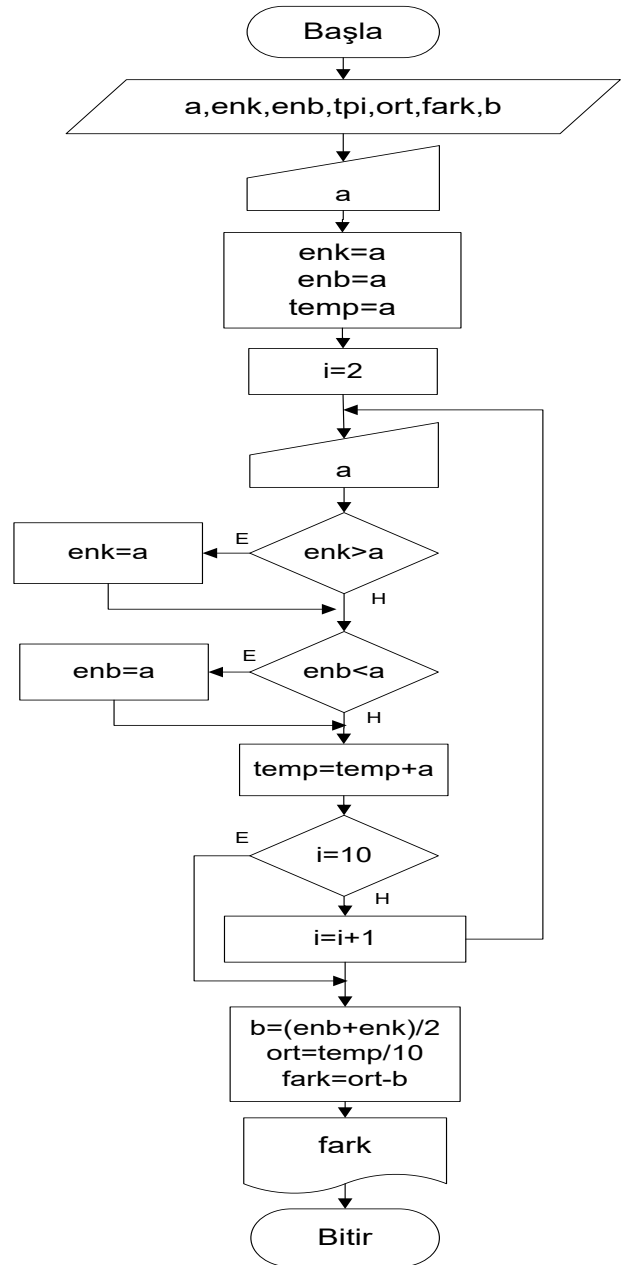 Başla
a,enk,enb,tpi,ort,fark,b
a
enk=a
enb=a
temp=a
i=2
a
enk>a
E
enk=a
H
enb<a
E
enb=a
H
temp=temp+a
i=10
E
H
i=i+1
b=(enb+enk)/2
ort=temp/10
fark=ort-b
fark
Bitir